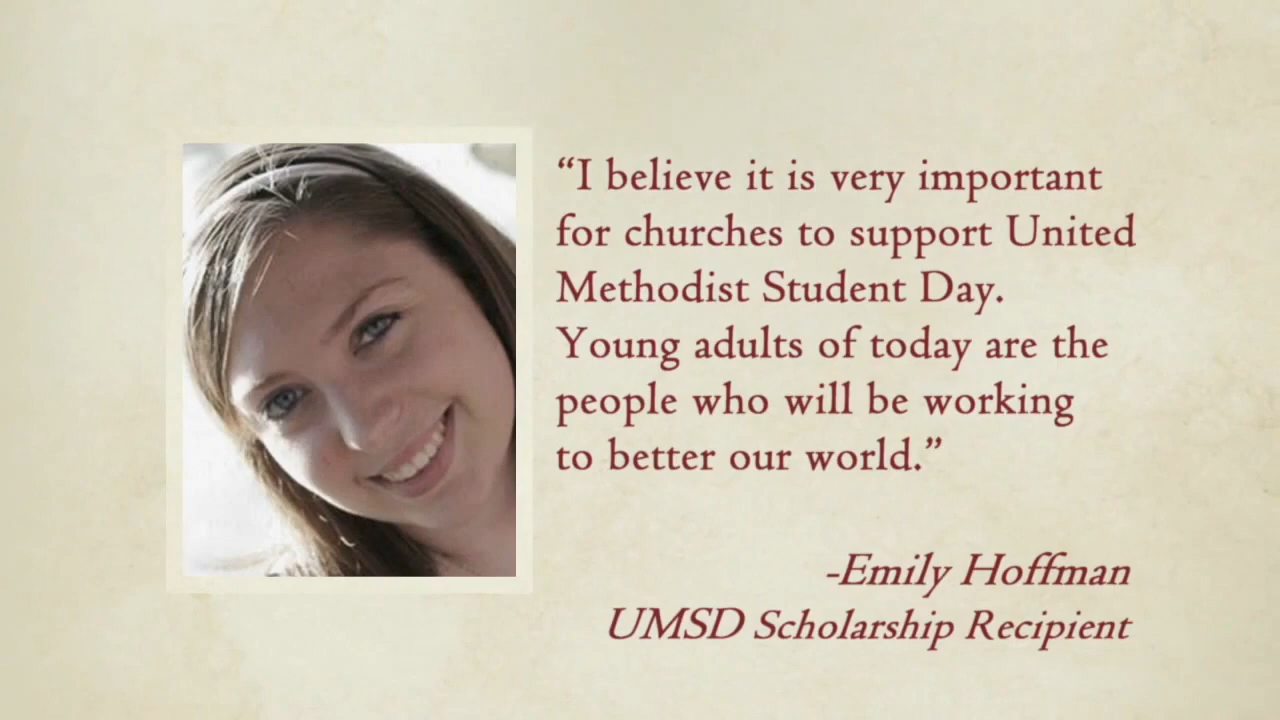 “I believe it is very important
for churches to support United
Methodist Student Day.
Young adults of today are the
people who will be working
to better our world.”
-Emily Hoffman
UMSD Scholarship Recipient